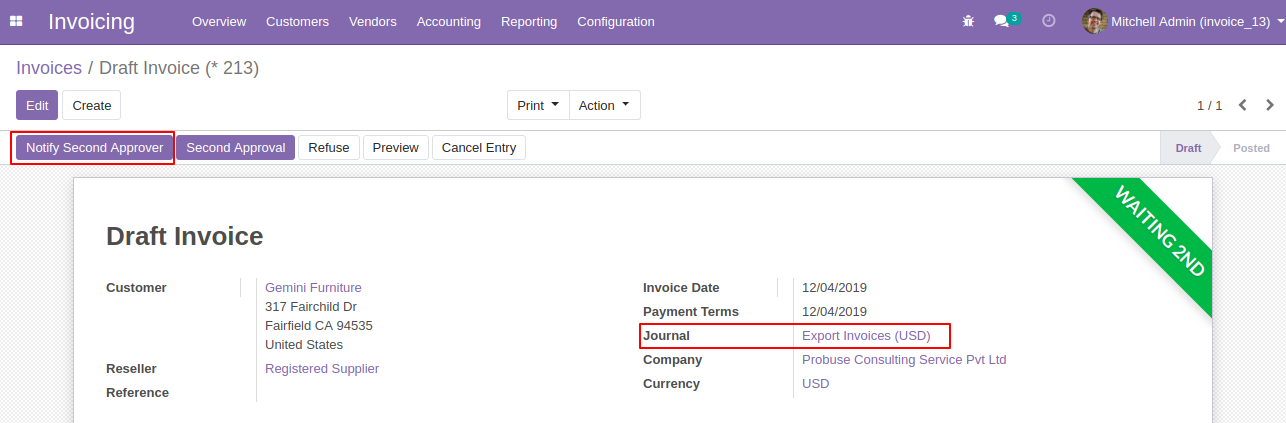 Invoicing Overview Customers Vendors Accounting Reporting Configuration 3 Mitchell Admin (invoice_13)
Invoices / Draft Invoice (* 213)
Edit Create Print Action 1 / 1
Notify Second Approver Second Approval Refuse Preview Cancel Entry Draft Posted
WAITING 2ND
Draft Invoice
Customer Gemini Furniture Invoice Date 12/04/2019
317 Fairchild Dr Payment Terms 12/04/2019
Fairfield CA 94535 Journal Export Invoices (USD)
United States Company Probuse Consulting Service Pvt Ltd
Reseller Registered Supplier Currency USD
Reference